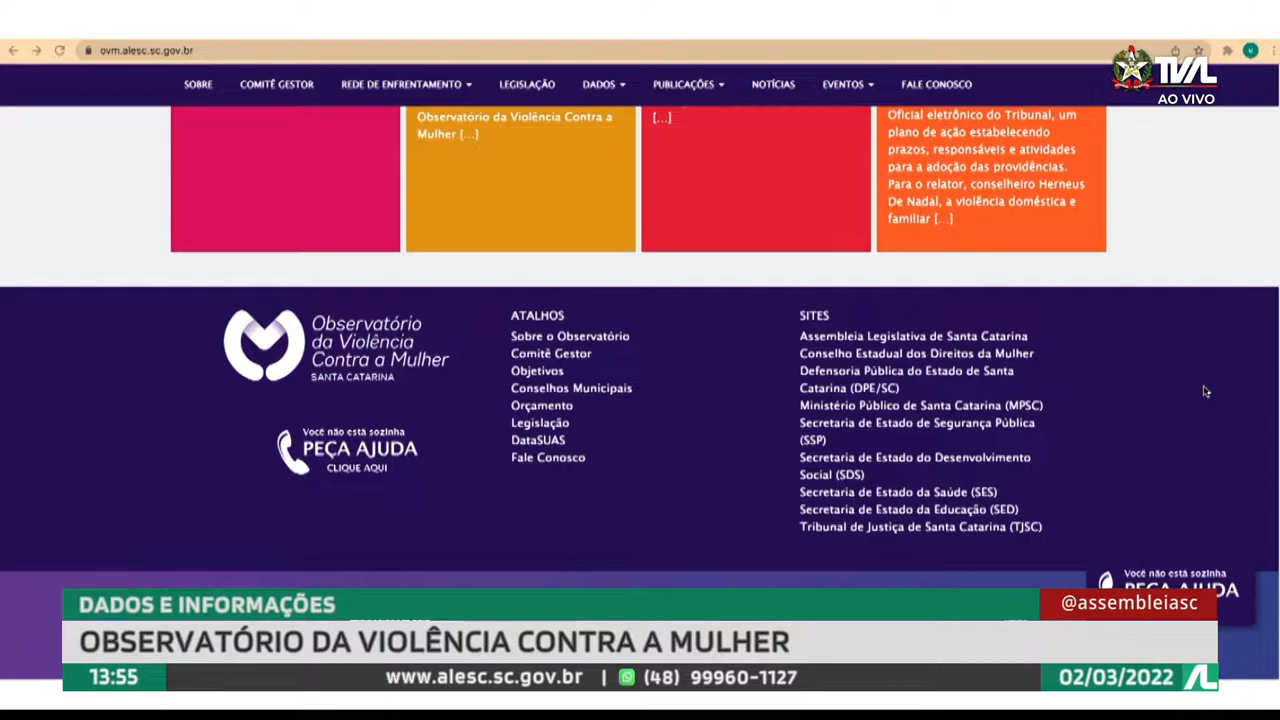 ovm.alesc.sc.gov.br
TVAL
AO VIVO
SOBRE COMITÊ GESTOR REDE DE ENFRENTAMENTO LEGISLAÇÃO DADOS PUBLICAÇÕES NOTÍCIAS EVENTOS FALE CONOSCO
Observatório da Violência Contra a
Mulher [...]
[...]
Oficial eletrônico do Tribunal, um
plano de ação estabelecendo
prazos, responsáveis e atividades
para a adoção das providências.
Para o relator, conselheiro Herneus
De Nadal, a violência doméstica e
familiar [...]
Observatório
da Violência
Contra a Mulher
SANTA CATARINA
Você não está sozinha
PEÇA AJUDA
CLIQUE AQUI
ATALHOS
Sobre o Observatório
Comitê Gestor
Objetivos
Conselhos Municipais
Orçamento
Legislação
DataSUAS
Fale Conosco
SITES
Assembleia Legislativa de Santa Catarina
Conselho Estadual dos Direitos da Mulher
Defensoria Pública do Estado de Santa
Catarina (DPE/SC)
Ministério Público de Santa Catarina (MPSC)
Secretaria de Estado de Segurança Pública
(SSP)
Secretaria de Estado do Desenvolvimento
Social (SDS)
Secretaria de Estado da Saúde (SES)
Secretaria de Estado da Educação (SED)
Tribunal de Justiça de Santa Catarina (TJSC)
Você não está sozinha
PEÇA AJUDA
DADOS E INFORMAÇÕES
@assembleiasc
OBSERVATÓRIO DA VIOLÊNCIA CONTRA A MULHER
13:55
www.alesc.sc.gov.br | (48) 99960-1127
02/03/2022